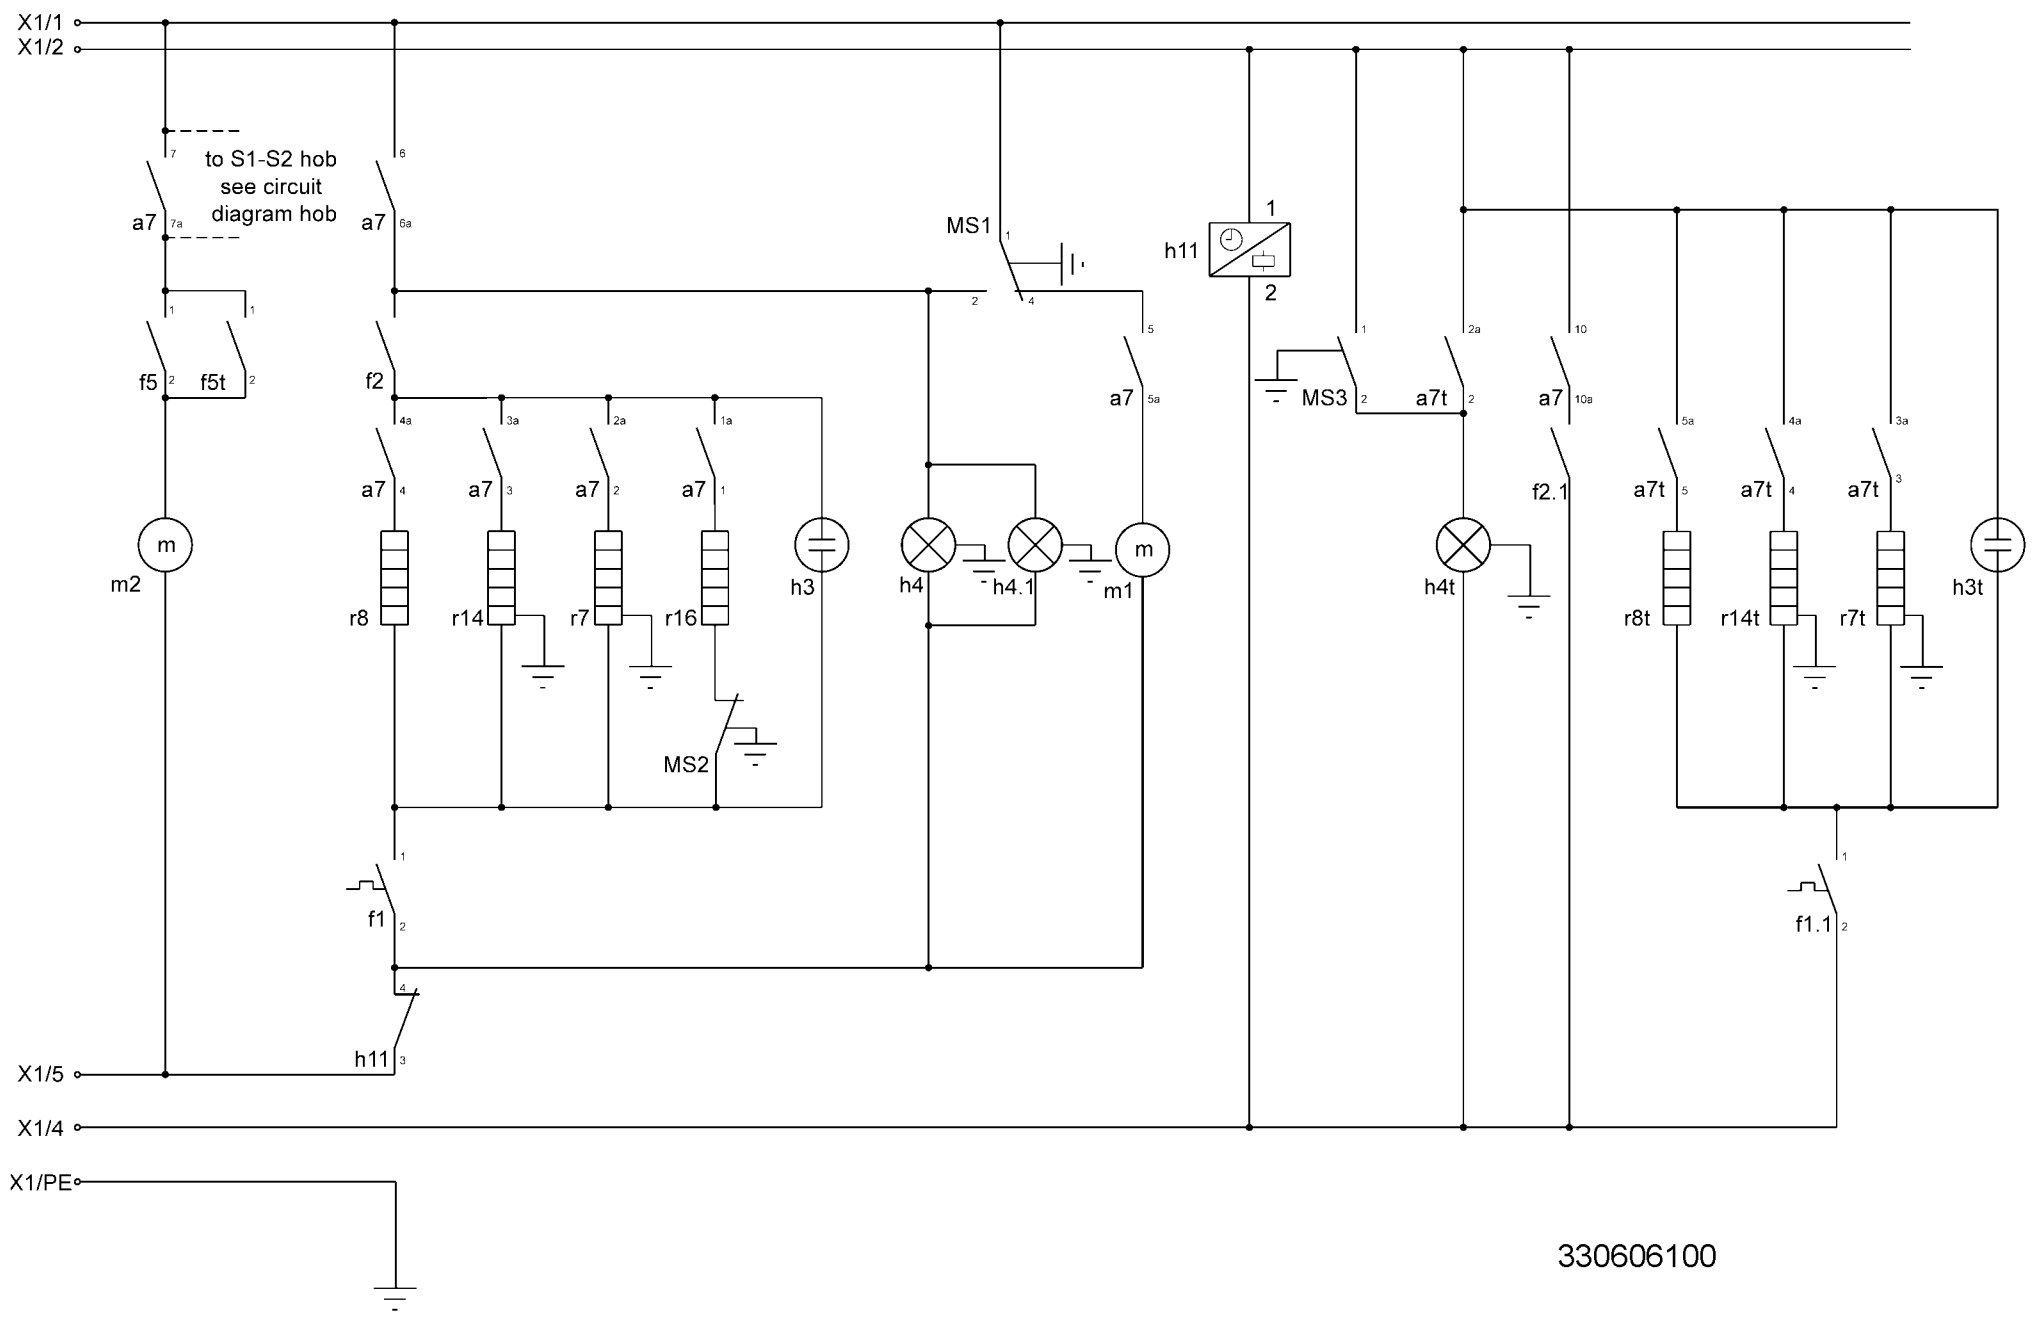 X1/1
X1/2
7
to S1-S2 hob
see circuit
diagram hob
a7
7a
6
a7
6a
MS1
1
2
4
h11
1
2
1
f5
2
1
f5t
2
f2
5
a7
5a
1
MS3
2
2a
a7t
2
10
a7
10a
4a
a7
4
3a
a7
3
2a
a7
2
1a
a7
1
f2.1
5a
a7t
5
4a
a7t
4
3a
a7t
3
m
m2
r8
r14
r7
r16
h3
h4
h4.1
m
m1
h4t
r8t
r14t
r7t
h3t
MS2
1
f1
2
1
f1.1
2
4
h11
3
X1/5
X1/4
X1/PE
330606100